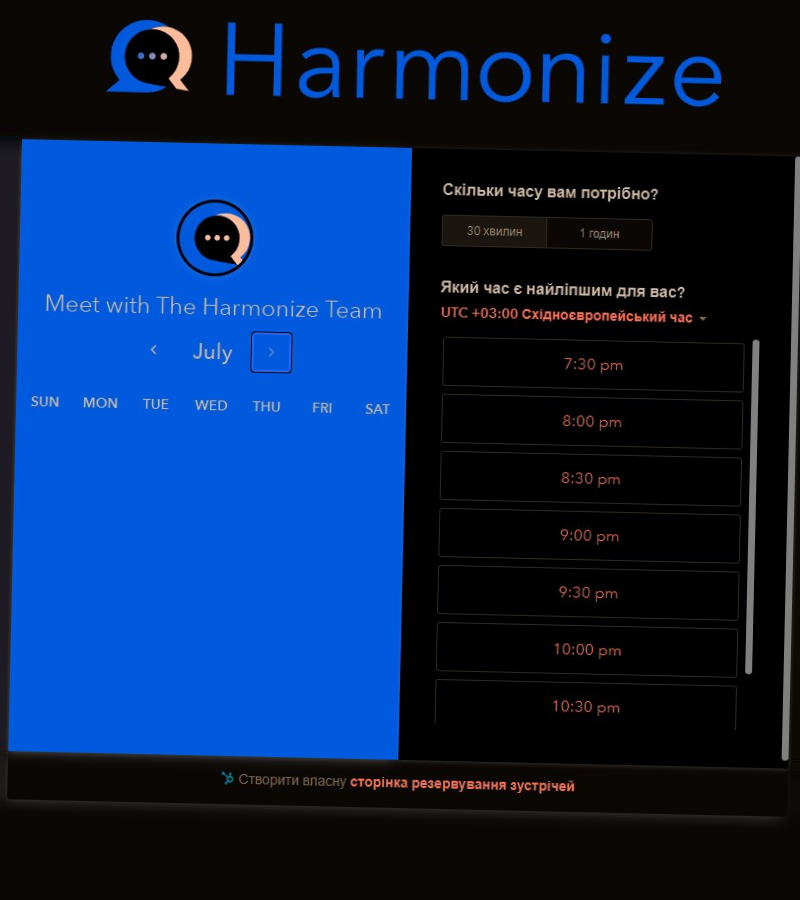 Harmonize
Meet with The Harmonize Team
July
SUN MON TUE WED THU FRI SAT
Скільки часу вам потрібно?
30 хвилин 1 годин
Який час є найліпшим для вас?
UTC +03:00 Східноєвропейський час
7:30 pm
8:00 pm
8:30 pm
9:00 pm
9:30 pm
10:00 pm
10:30 pm
Створити власну сторінка резервування зустрічей